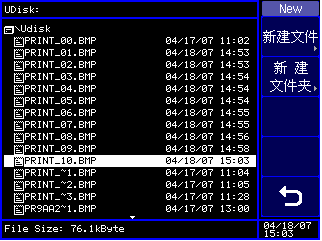 UDisk:
New
\Udisk
PRINT_00.BMP 04/17/07 11:02
PRINT_01.BMP 04/18/07 14:53
PRINT_02.BMP 04/18/07 14:53
PRINT_03.BMP 04/18/07 14:54
PRINT_04.BMP 04/18/07 14:54
PRINT_05.BMP 04/18/07 14:54
PRINT_06.BMP 04/18/07 14:55
PRINT_07.BMP 04/18/07 14:55
PRINT_08.BMP 04/18/07 14:56
PRINT_09.BMP 04/18/07 14:58
PRINT_10.BMP 04/18/07 15:03
PRINT_~1.BMP 04/17/07 11:04
PRINT_~2.BMP 04/17/07 11:05
PRINT_~3.BMP 04/17/07 11:28
PR9AA2~1.BMP 04/17/07 13:00
新建文件
新 建
文件夹
File Size: 76.1kByte
04/18/07
15:03